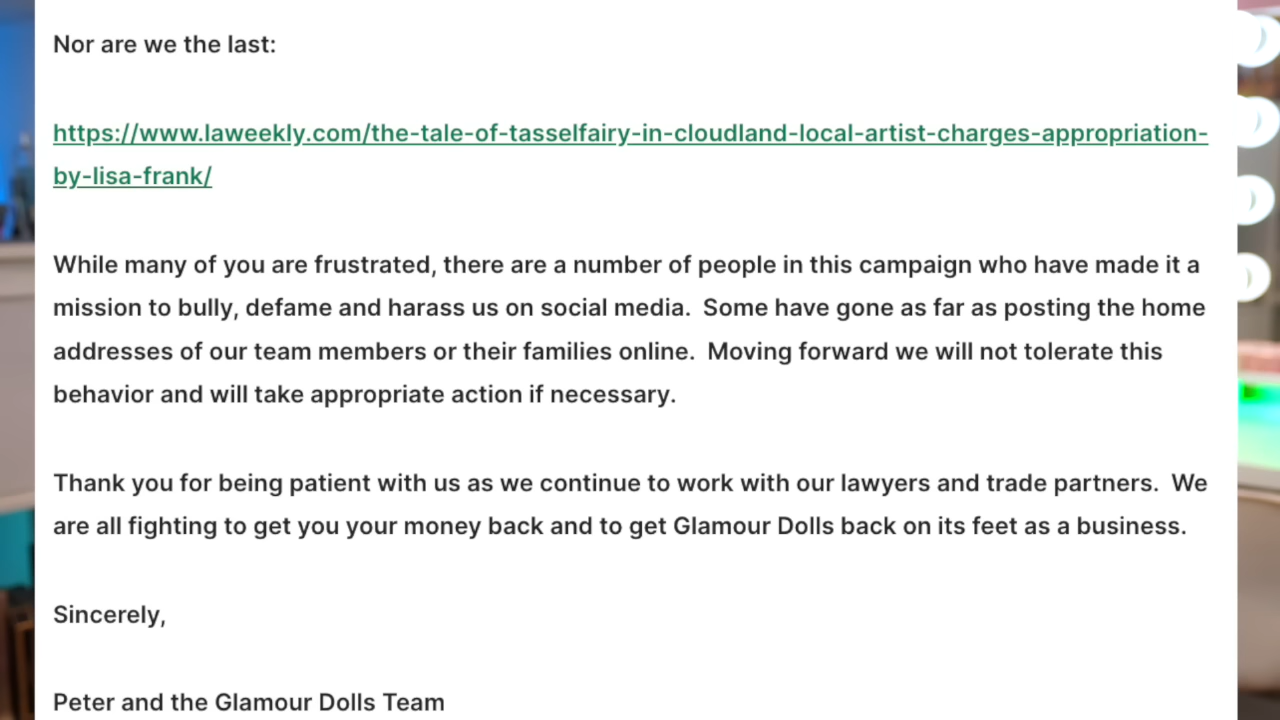 Nor are we the last:
https://www.laweekly.com/the-tale-of-tasselfairy-in-cloudland-local-artist-charges-appropriation-
by-lisa-frank/
While many of you are frustrated, there are a number of people in this campaign who have made it a
mission to bully, defame and harass us on social media.  Some have gone as far as posting the home
addresses of our team members or their families online.  Moving forward we will not tolerate this
behavior and will take appropriate action if necessary.
Thank you for being patient with us as we continue to work with our lawyers and trade partners.  We
are all fighting to get you your money back and to get Glamour Dolls back on its feet as a business.
Sincerely,
Peter and the Glamour Dolls Team